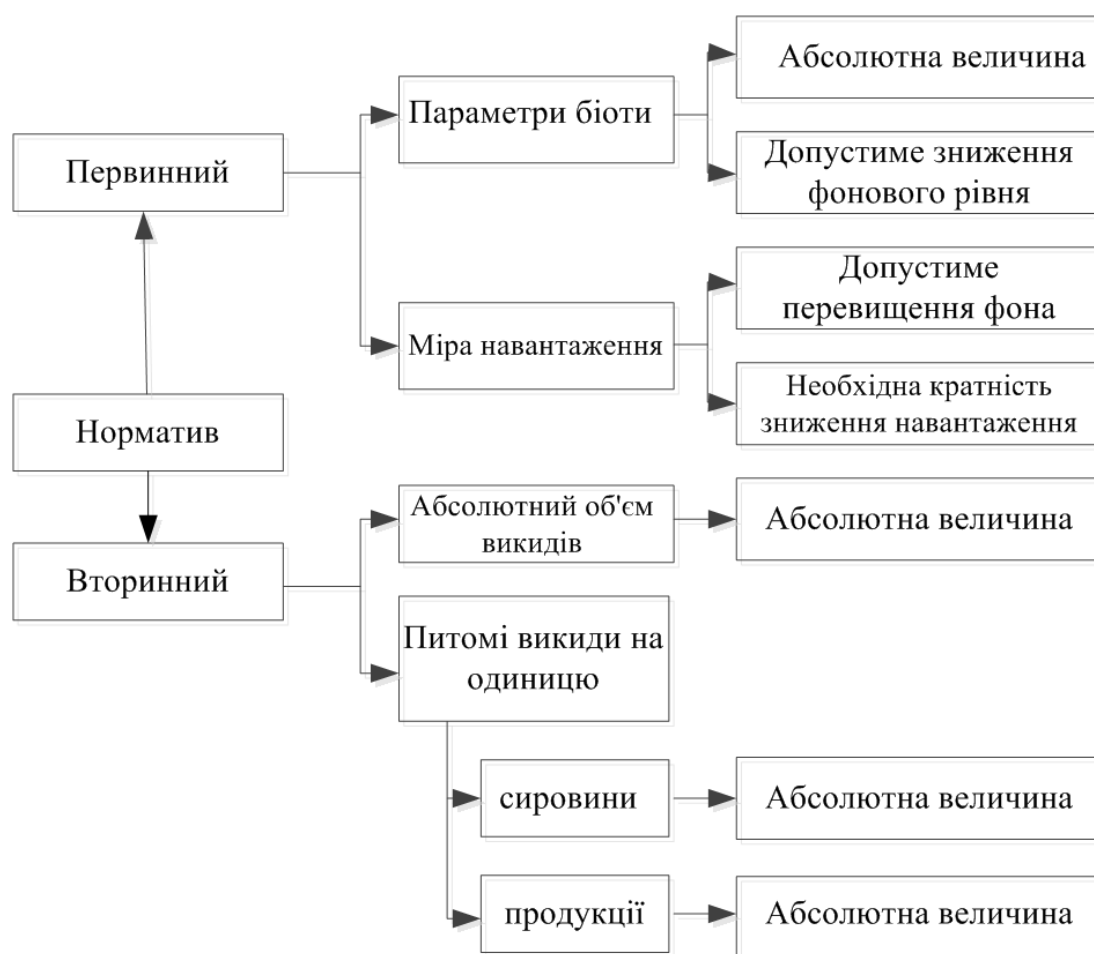 Абсолютна величина
Параметри біоти
Допустиме зниження
фонового рівня
Первинний
Допустиме
перевищення фона
Міра навантаження
Необхідна кратність
зниження навантаження
Норматив
Абсолютний об'єм
викидів
Абсолютна величина
Вторинний
Питомі викиди на
одиницю
сировини
Абсолютна величина
продукції
Абсолютна величина